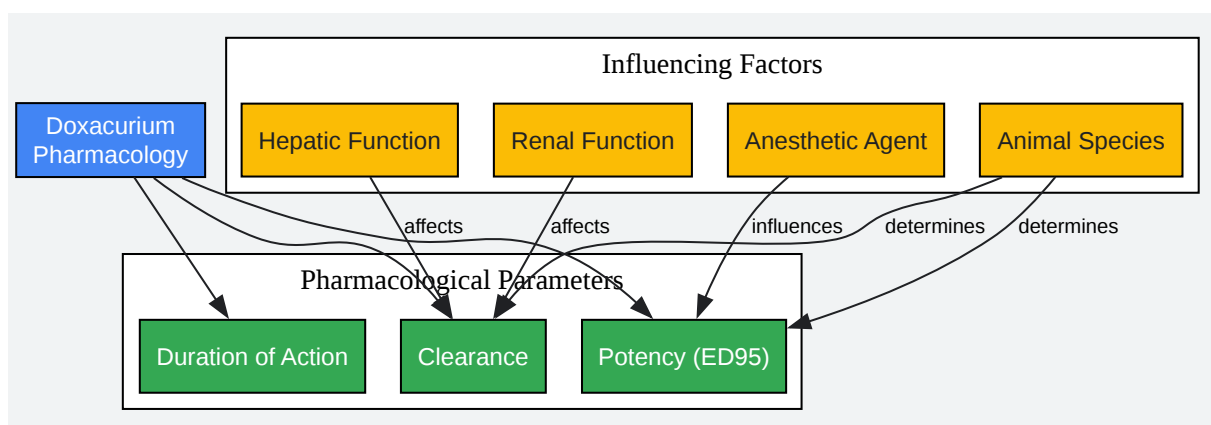 Influencing Factors
Doxacurium
Pharmacology
Hepatic Function
Renal Function
Anesthetic Agent
Animal Species
affects
affects
influences
determines
determines
Pharmacological Parameters
Duration of Action
Clearance
Potency (ED95)